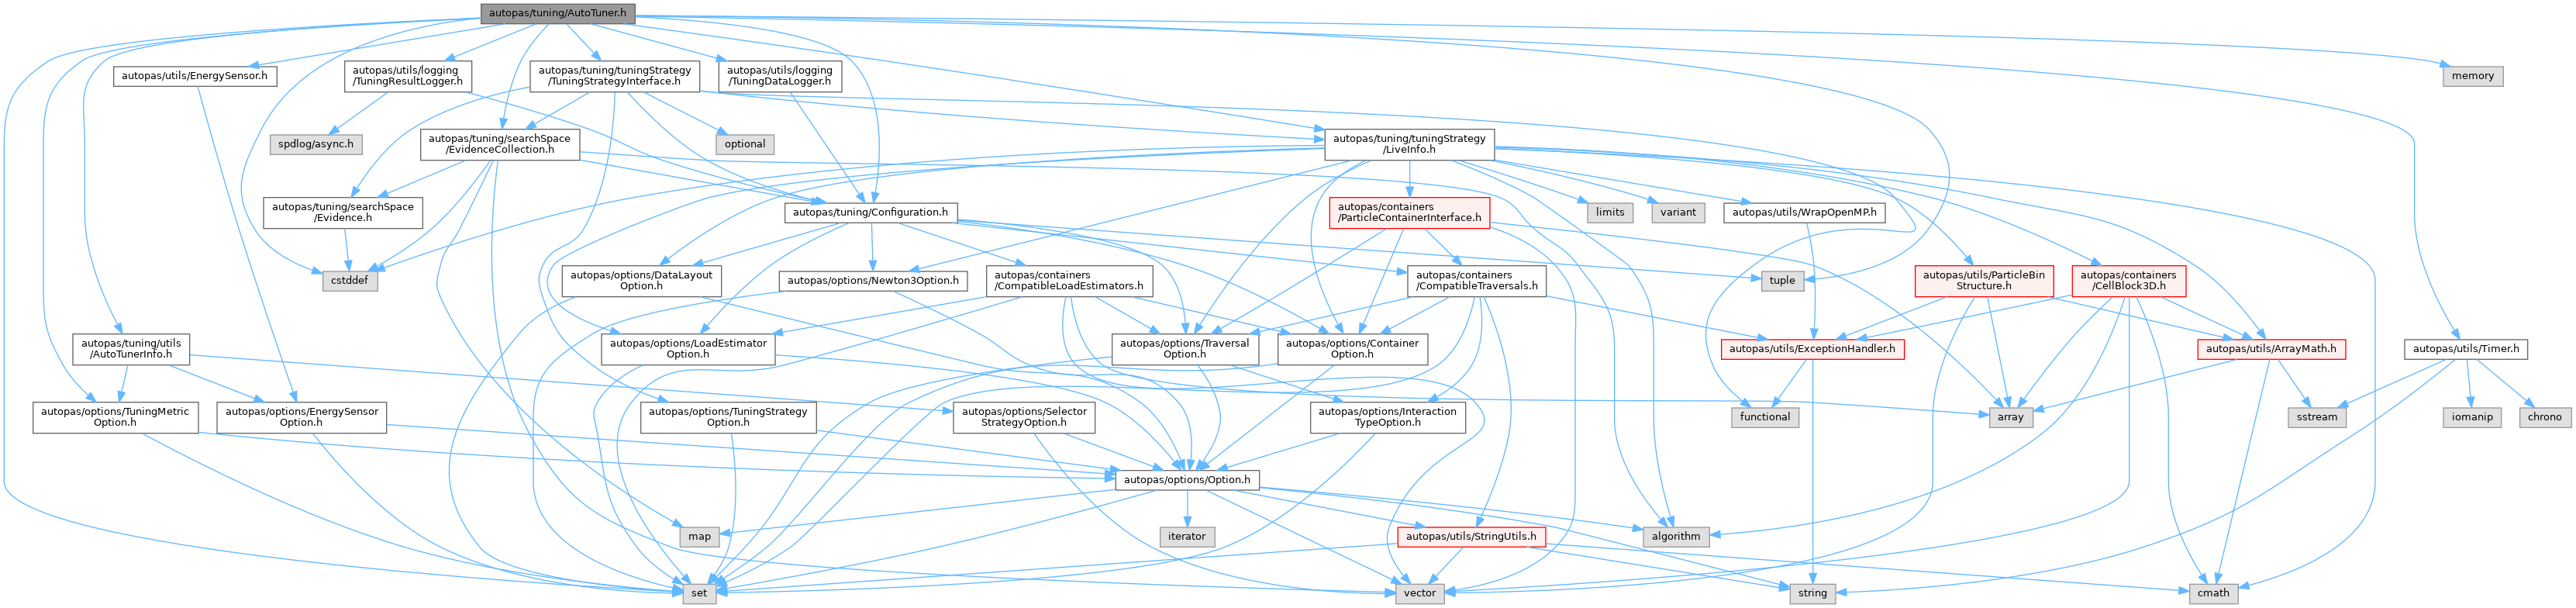 autopas/tuning/AutoTuner.h
autopas/utils/EnergySensor.h
autopas/utils/logging
/TuningResultLogger.h
autopas/tuning/tuningStrategy
/TuningStrategyInterface.h
autopas/utils/logging
/TuningDataLogger.h
memory
spdlog/async.h
autopas/tuning/searchSpace
/EvidenceCollection.h
optional
autopas/tuning/tuningStrategy
/LiveInfo.h
autopas/tuning/searchSpace
/Evidence.h
autopas/tuning/Configuration.h
autopas/containers
/ParticleContainerInterface.h
limits
variant
autopas/utils/WrapOpenMP.h
cstddef
autopas/options/DataLayout
Option.h
autopas/options/Newton3Option.h
autopas/containers
/CompatibleLoadEstimators.h
autopas/containers
/CompatibleTraversals.h
tuple
autopas/utils/ParticleBin
Structure.h
autopas/containers
/CellBlock3D.h
autopas/tuning/utils
/AutoTunerInfo.h
autopas/options/LoadEstimator
Option.h
autopas/options/Traversal
Option.h
autopas/options/Container
Option.h
autopas/utils/ExceptionHandler.h
autopas/utils/ArrayMath.h
autopas/utils/Timer.h
autopas/options/TuningMetric
Option.h
autopas/options/EnergySensor
Option.h
autopas/options/TuningStrategy
Option.h
autopas/options/Selector
StrategyOption.h
autopas/options/Interaction
TypeOption.h
functional
array
sstream
iomanip
chrono
autopas/options/Option.h
map
iterator
autopas/utils/StringUtils.h
algorithm
set
vector
string
cmath